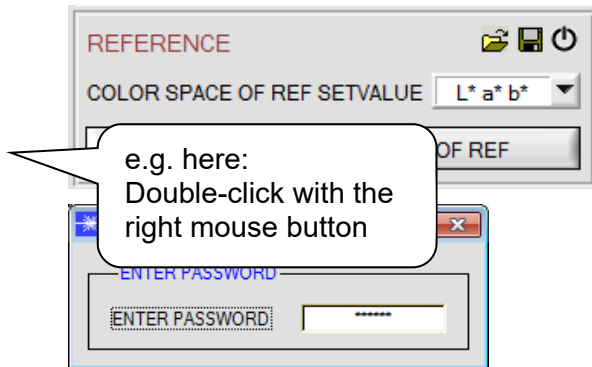 REFERENCE
COLOR SPACE OF REF SETVALUE L* a* b*
OF REF
e.g. here:
Double-click with the
right mouse button
ENTER PASSWORD
ENTER PASSWORD ******